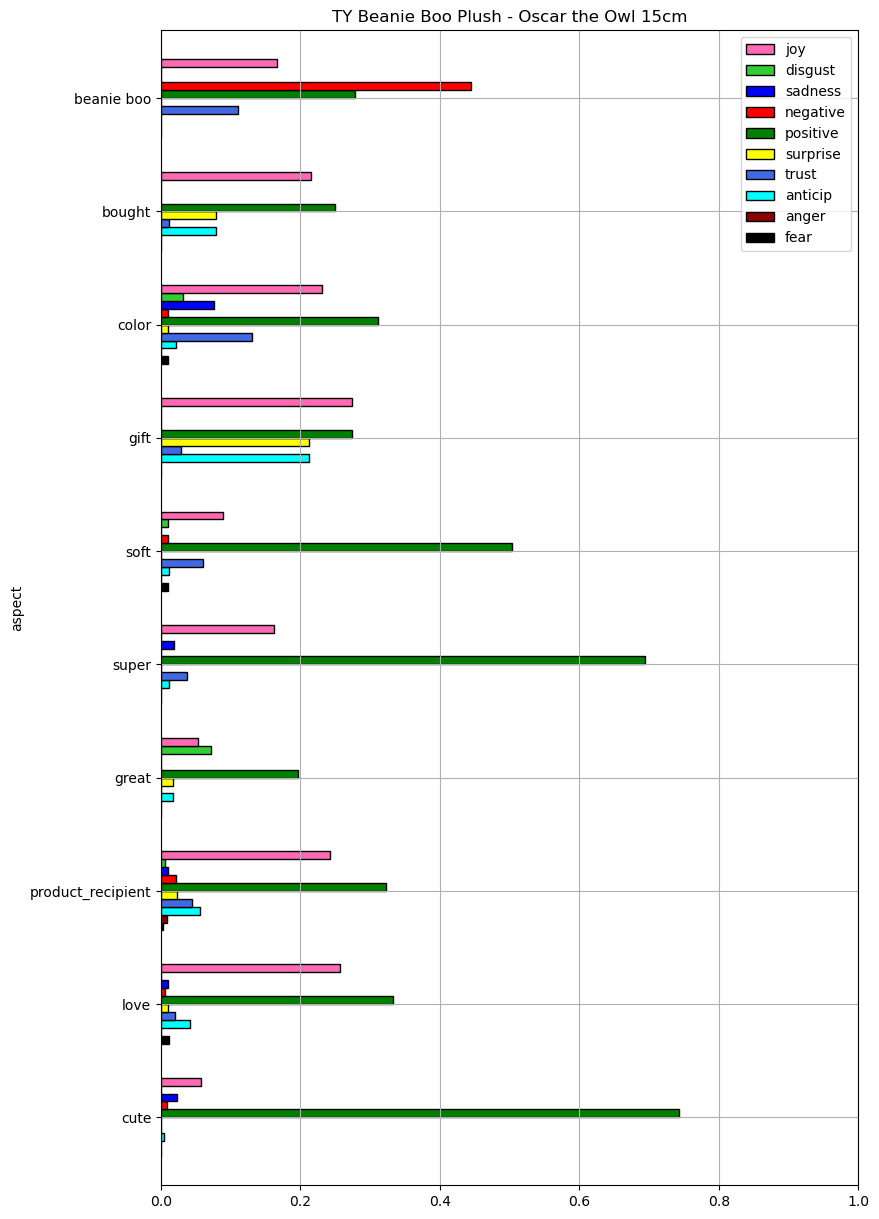 TY Beanie Boo Plush - Oscar the Owl 15cm
joy
disgust
sadness
negative
positive
surprise
trust
anticip
anger
fear
beanie boo
bought
color
gift
soft
super
great
product_recipient
love
cute
aspect
0.0 0.2 0.4 0.6 0.8 1.0